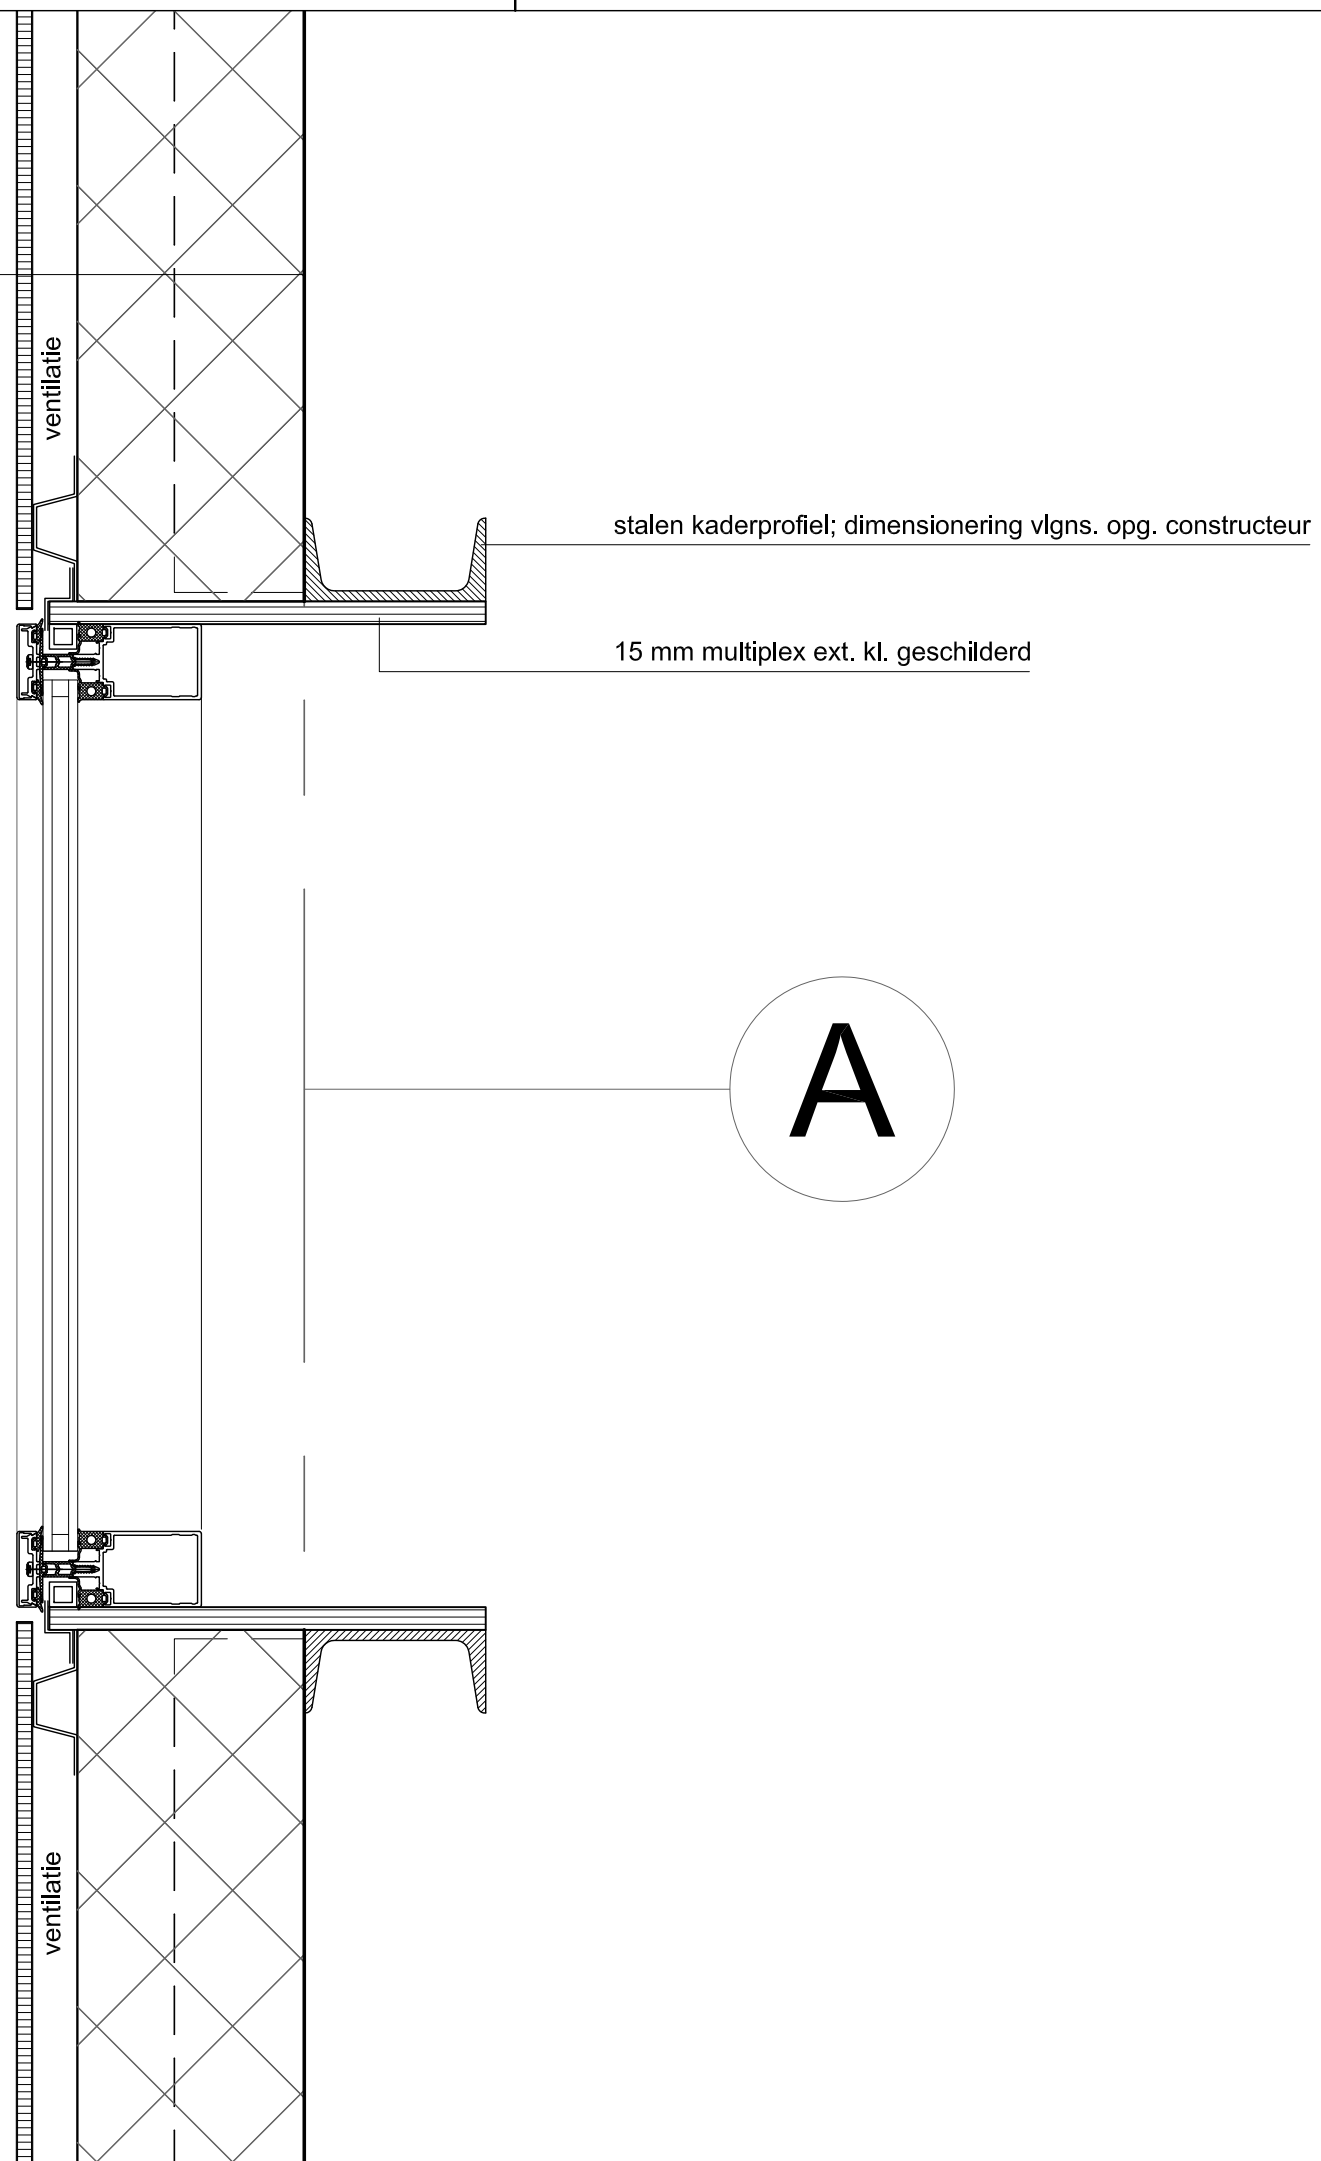 ventilatie
stalen kaderprofiel; dimensionering vlgns. opg. constructeur
15 mm multiplex ext. kl. geschilderd
A
ventilatie